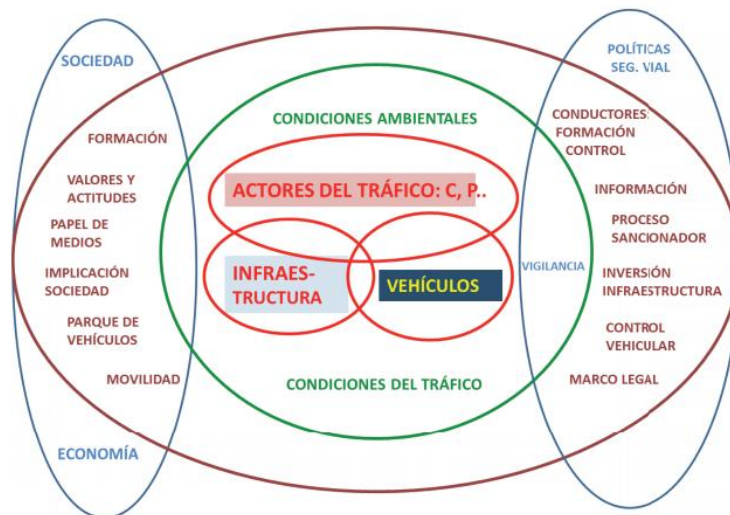 SOCIEDAD
FORMACIÓN
VALORES Y
ACTITUDES
PAPEL DE
MEDIOS
IMPLICACIÓN
SOCIEDAD
PARQUE DE
VEHÍCULOS
MOVILIDAD
ECONOMÍA
CONDICIONES AMBIENTALES
ACTORES DEL TRÁFICO: C, P..
INFRAES-
TRUCTURA
VEHÍCULOS
CONDICIONES DEL TRÁFICO
VIGILANCIA
POLÍTICAS
SEG. VIAL
CONDUCTORES:
FORMACIÓN
CONTROL
INFORMACIÓN
PROCESO
SANCIONADOR
INVERSIÓN
INFRAESTRUCTURA
CONTROL
VEHICULAR
MARCO LEGAL